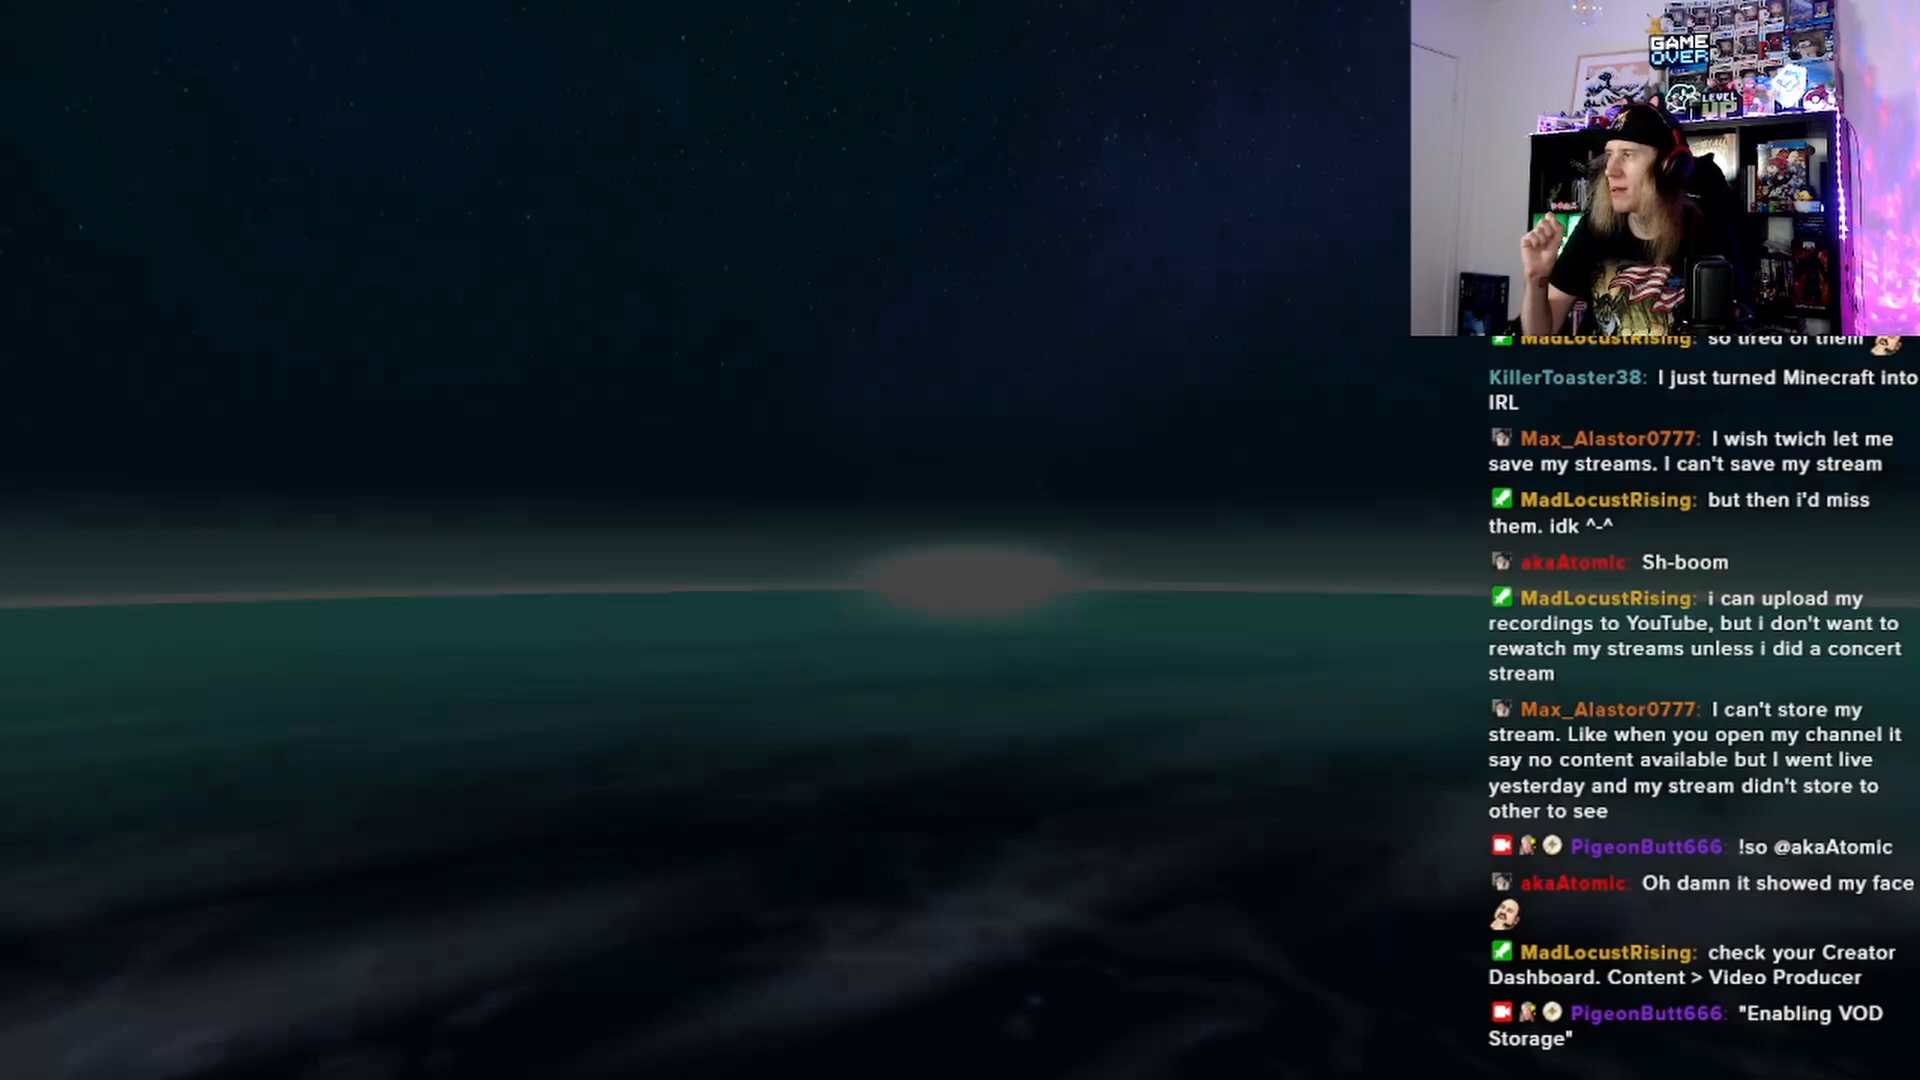 GAME
OVER
LEVEL
UP
MadLocustRising: so tired of them
KillerToaster38: I just turned Minecraft into
IRL
Max_Alastor0777: I wish twich let me
save my streams. I can't save my stream
MadLocustRising: but then i'd miss
them. idk ^-^
akaAtomic: Sh-boom
MadLocustRising: i can upload my
recordings to YouTube, but i don't want to
rewatch my streams unless i did a concert
stream
Max_Alastor0777: I can't store my
stream. Like when you open my channel it
say no content available but I went live
yesterday and my stream didn't store to
other to see
PigeonButt666: !so @akaAtomic
akaAtomic: Oh damn it showed my face
MadLocustRising: check your Creator
Dashboard. Content > Video Producer
PigeonButt666: "Enabling VOD
Storage"